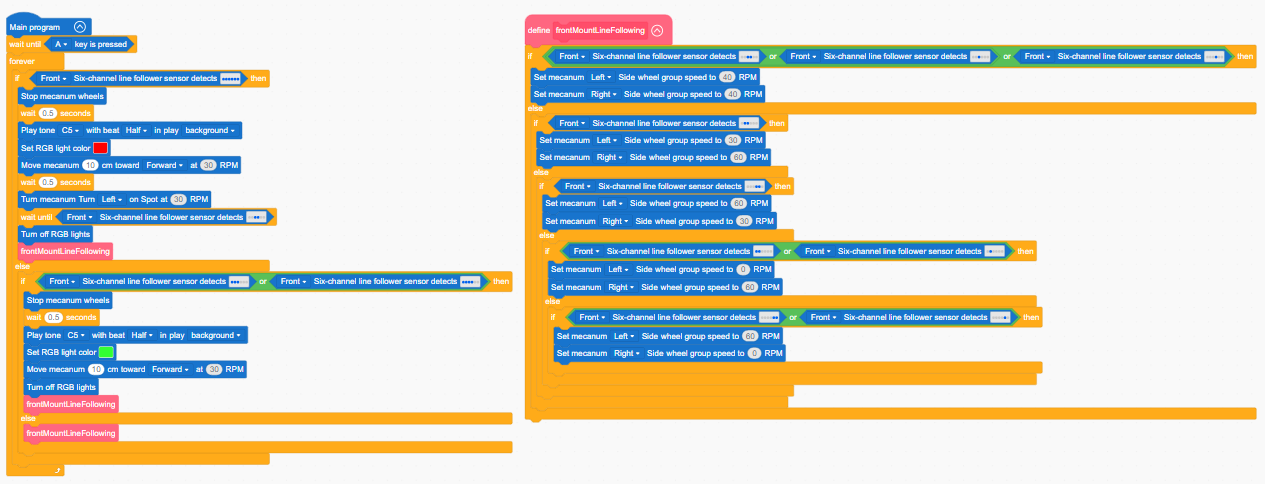 Main program
wait until A key is pressed
forever
if Front Six-channel line follower sensor detects then
Stop mecanum wheels
wait 0.5 seconds
Play tone C5 with beat Half in play background
Set RGB light color
Move mecanum 10 cm toward Forward at 30 RPM
wait 0.5 seconds
Turn mecanum Turn Left on Spot at 30 RPM
wait until Front Six-channel line follower sensor detects
Turn off RGB lights
frontMountLineFollowing
else
if Front Six-channel line follower sensor detects or Front Six-channel line follower sensor detects then
Stop mecanum wheels
wait 0.5 seconds
Play tone C5 with beat Half in play background
Set RGB light color
Move mecanum 10 cm toward Forward at 30 RPM
Turn off RGB lights
frontMountLineFollowing
else
frontMountLineFollowing
define frontMountLineFollowing
if Front Six-channel line follower sensor detects or Front Six-channel line follower sensor detects or Front Six-channel line follower sensor detects then
Set mecanum Left Side wheel group speed to 40 RPM
Set mecanum Right Side wheel group speed to 40 RPM
else
if Front Six-channel line follower sensor detects then
Set mecanum Left Side wheel group speed to 30 RPM
Set mecanum Right Side wheel group speed to 60 RPM
else
if Front Six-channel line follower sensor detects then
Set mecanum Left Side wheel group speed to 60 RPM
Set mecanum Right Side wheel group speed to 30 RPM
else
if Front Six-channel line follower sensor detects or Front Six-channel line follower sensor detects then
Set mecanum Left Side wheel group speed to 0 RPM
Set mecanum Right Side wheel group speed to 60 RPM
else
if Front Six-channel line follower sensor detects or Front Six-channel line follower sensor detects then
Set mecanum Left Side wheel group speed to 60 RPM
Set mecanum Right Side wheel group speed to 0 RPM